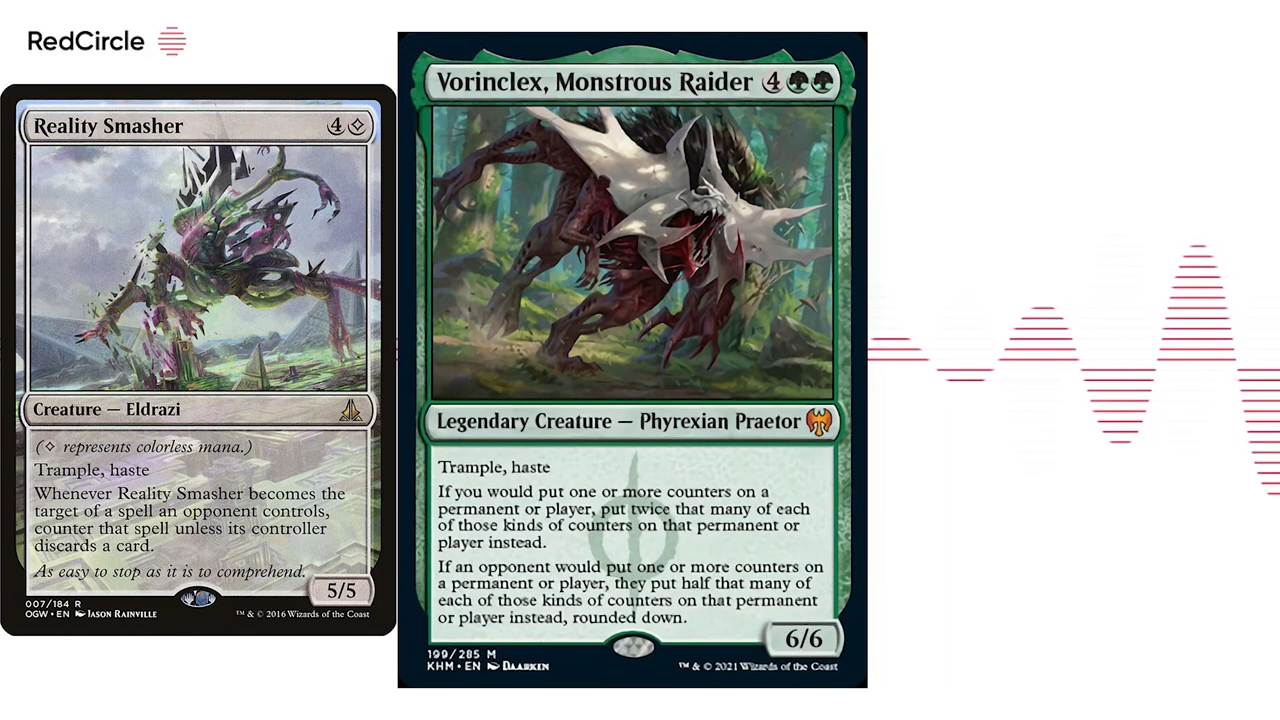 RedCircle
Reality Smasher
4
Creature — Eldrazi
(◇ represents colorless mana.)
Trample, haste
Whenever Reality Smasher becomes the
target of a spell an opponent controls,
counter that spell unless its controller
discards a card.
As easy to stop as it is to comprehend.
5/5
007/184 R
OGW • EN JASON RAINVILLE
™ & © 2016 Wizards of the Coast
Vorinclex, Monstrous Raider
4
Legendary Creature — Phyrexian Praetor
Trample, haste
If you would put one or more counters on a
permanent or player, put twice that many of each
of those kinds of counters on that permanent or
player instead.
If an opponent would put one or more counters on
a permanent or player, they put half that many of
each of those kinds of counters on that permanent
or player instead, rounded down.
6/6
199/285 M
KHM • EN DAARKEN
™ & © 2021 Wizards of the Coast